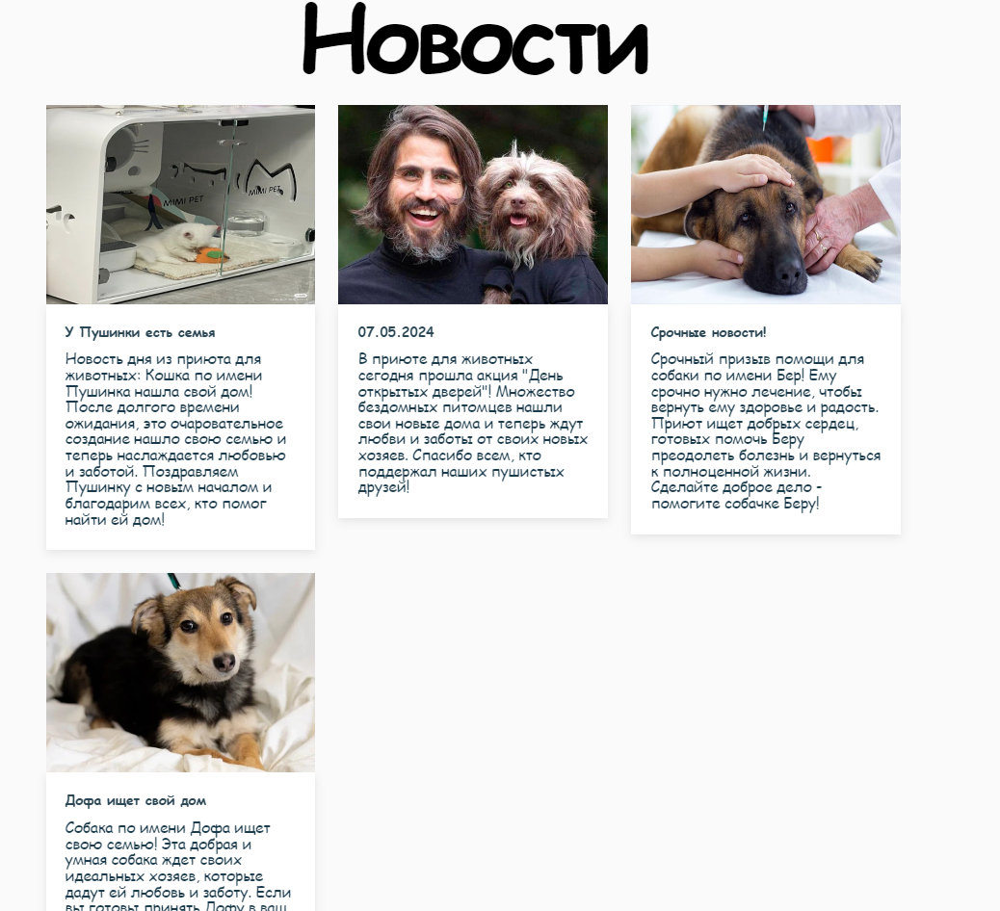 Новости
MIMI PET
MIMI PET
У Пушинки есть семья
Новость дня из приюта для
животных: Кошка по имени
Пушинка нашла свой дом!
После долгого времени
ожидания, это очаровательное
создание нашло свою семью и
теперь наслаждается любовью
и заботой. Поздравляем
Пушинку с новым началом и
благодарим всех, кто помог
найти ей дом!
07.05.2024
В приюте для животных
сегодня прошла акция "День
открытых дверей"! Множество
бездомных питомцев нашли
свои новые дома и теперь ждут
любви и заботы от своих новых
хозяев. Спасибо всем, кто
поддержал наших пушистых
друзей!
Срочные новости!
Срочный призыв помощи для
собаки по имени Бер! Ему
срочно нужно лечение, чтобы
вернуть ему здоровье и радость.
Приют ищет добрых сердец,
готовых помочь Беру
преодолеть болезнь и вернуться
к полноценной жизни.
Сделайте доброе дело -
помогите собачке Беру!
Дофа ищет свой дом
Собака по имени Дофа ищет
свою семью! Эта добрая и
умная собака ждет своих
идеальных хозяев, которые
дадут ей любовь и заботу. Если
вы готовы принять Дофу в ваш